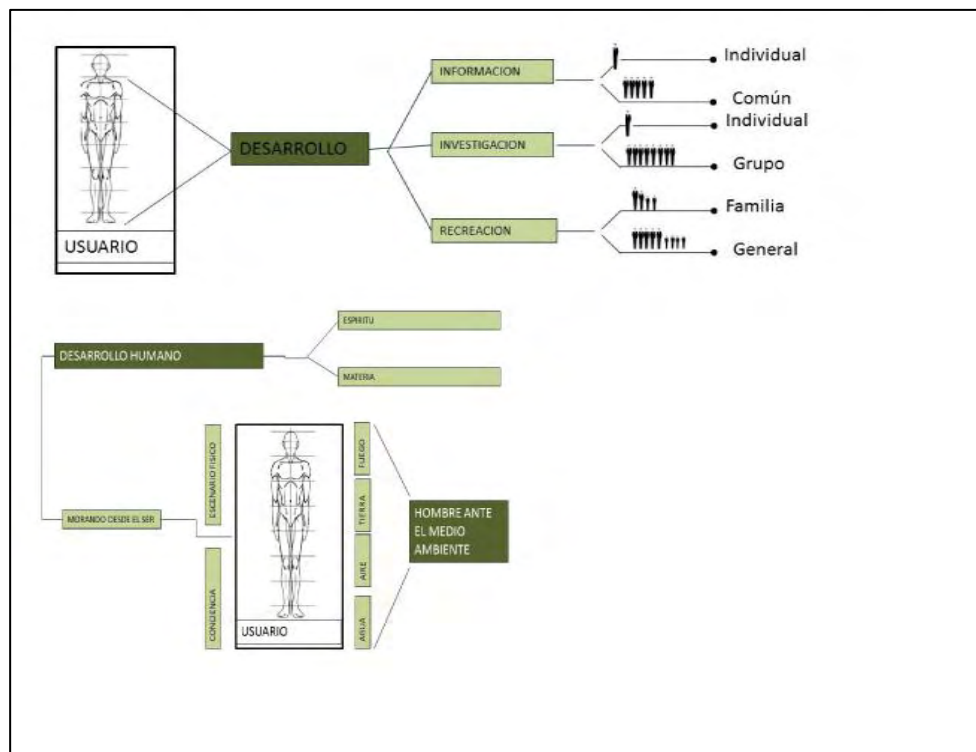 INFORMACION
Individual
Común
DESARROLLO
INVESTIGACION
Individual
Grupo
RECREACION
Familia
General
USUARIO
DESARROLLO HUMANO
ESPIRITU
MATERIA
MORANDO DESDE EL SER
ESCENARIO FISICO
CONCIENCIA
USUARIO
FUEGO
TIERRA
AIRE
AGUA
HOMBRE ANTE
EL MEDIO
AMBIENTE